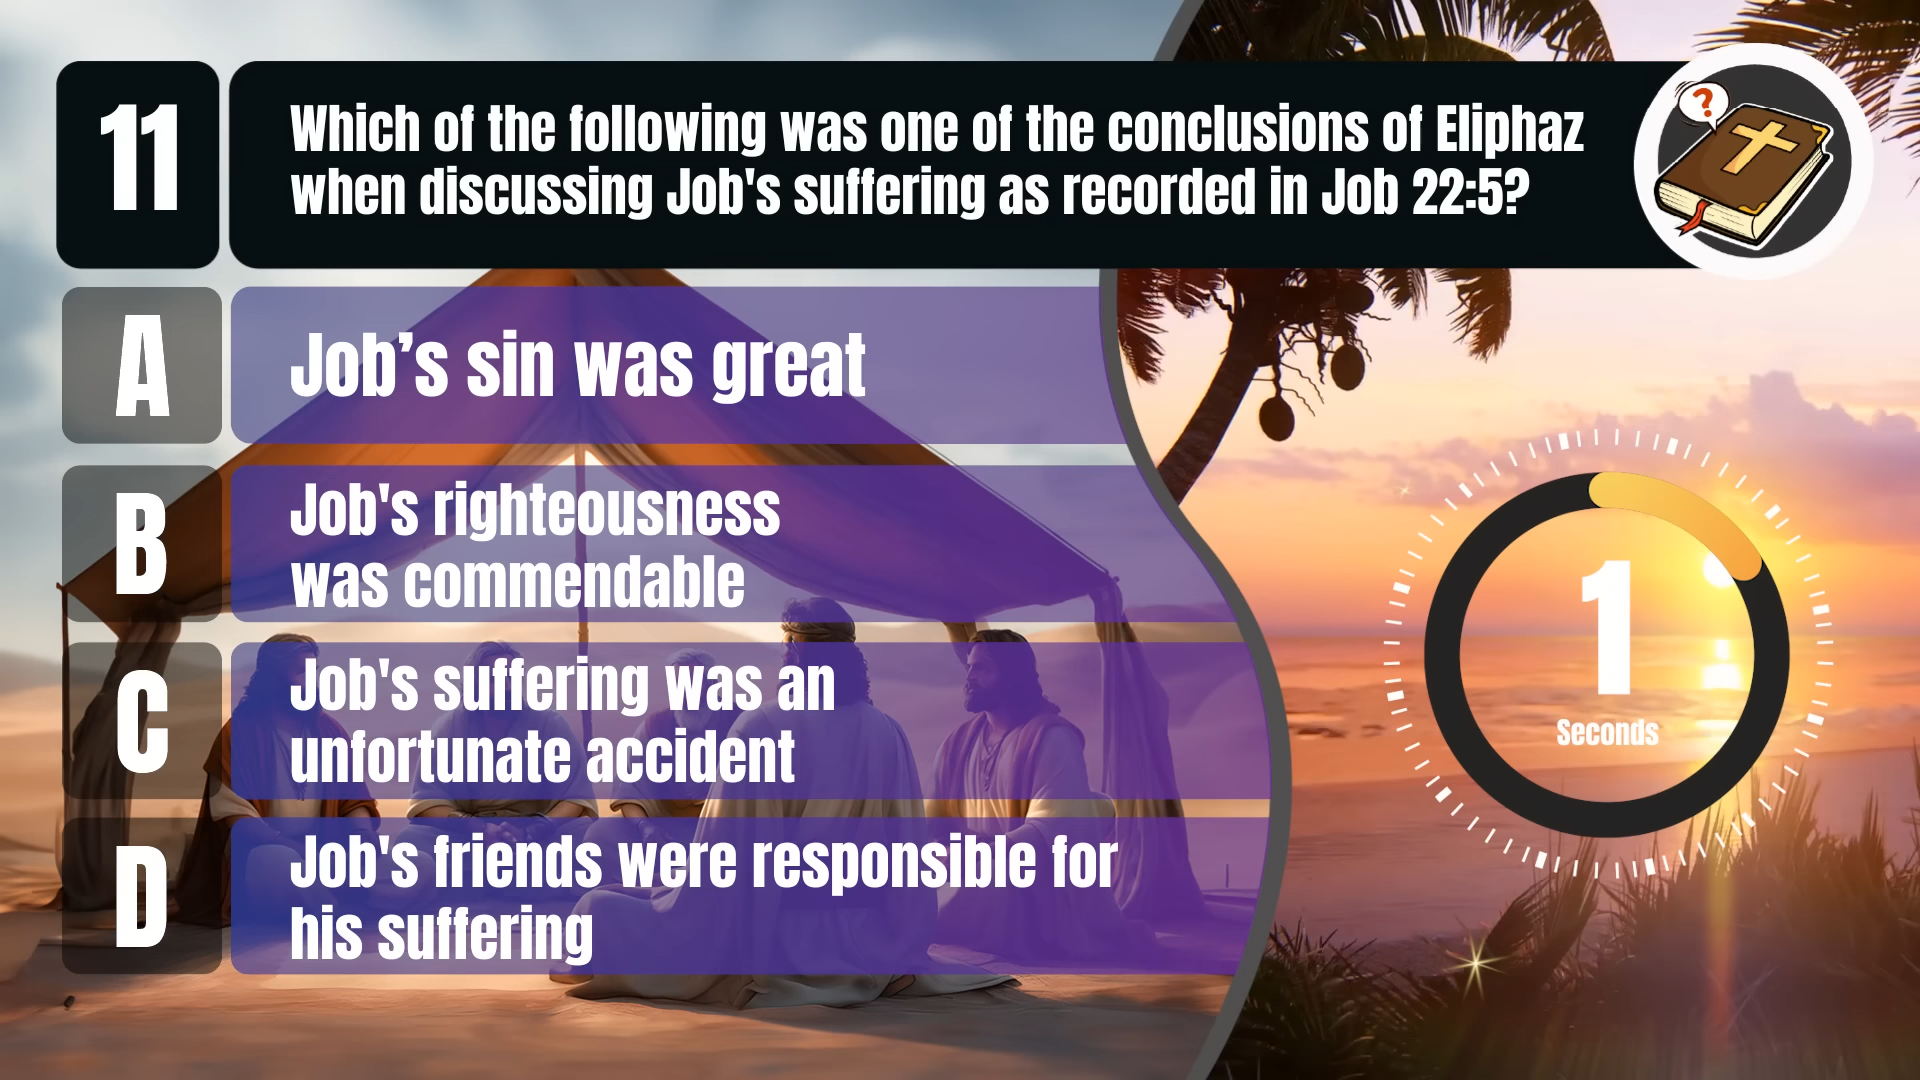 11
Which of the following was one of the conclusions of Eliphaz
when discussing Job's suffering as recorded in Job 22:5?
?
A
Job’s sin was great
B
Job's righteousness
was commendable
C
Job's suffering was an
unfortunate accident
D
Job's friends were responsible for
his suffering
1
Seconds